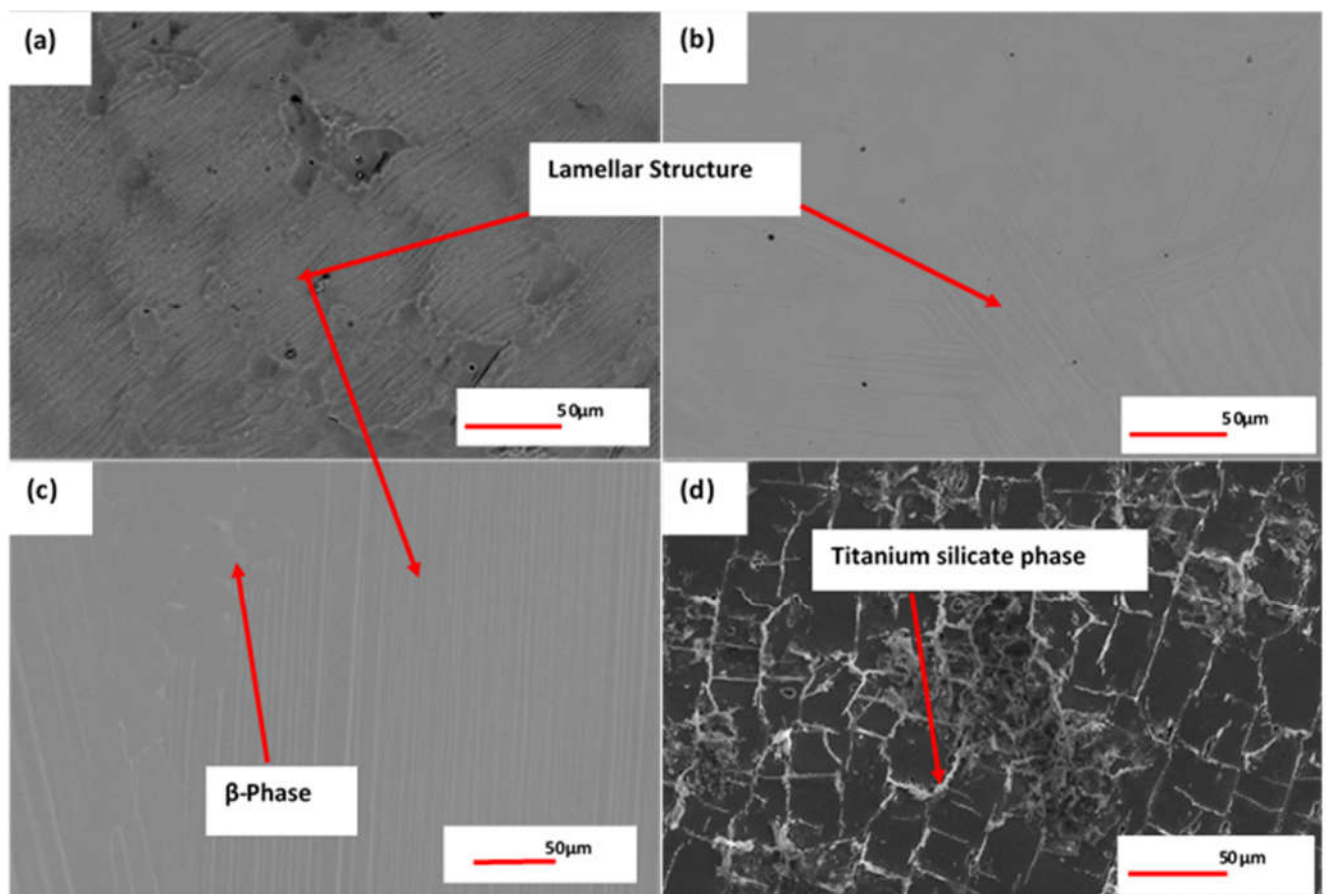 (a)
(b)
Lamellar Structure
50μm
50μm
(c)
(d)
Titanium silicate phase
β-Phase
50μm
50μm